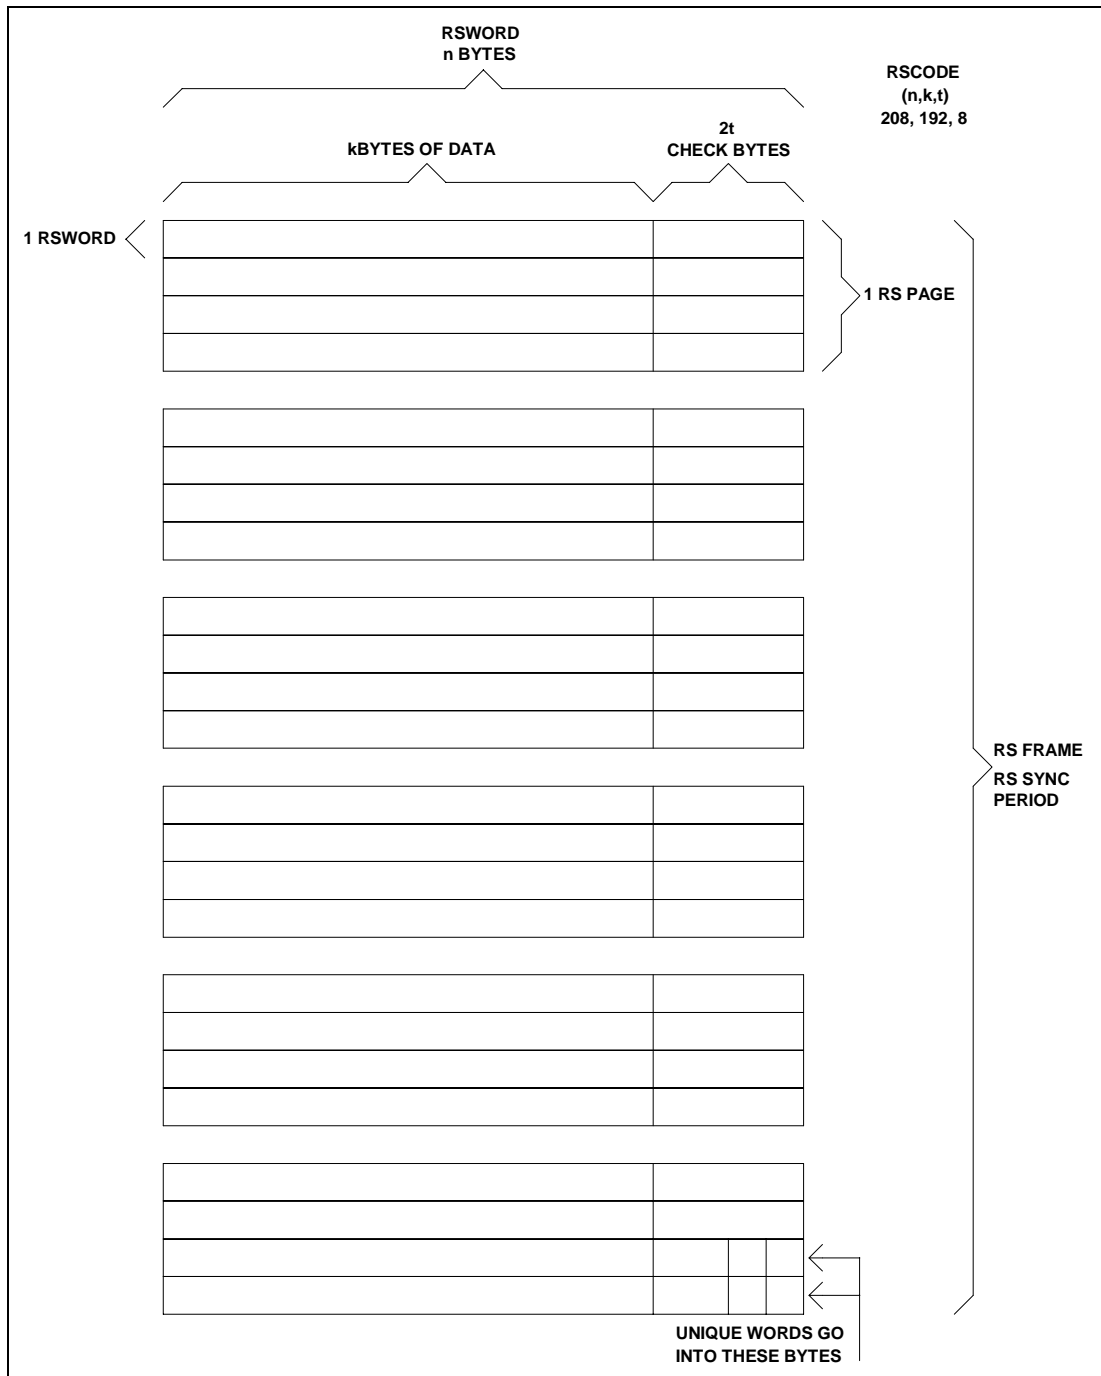 RSWORD
n BYTES
RSCODE
(n,k,t)
208, 192, 8
2t
CHECK BYTES
kBYTES OF DATA
1 RSWORD
1 RS PAGE
RS FRAME
RS SYNC
PERIOD
UNIQUE WORDS GO
INTO THESE BYTES